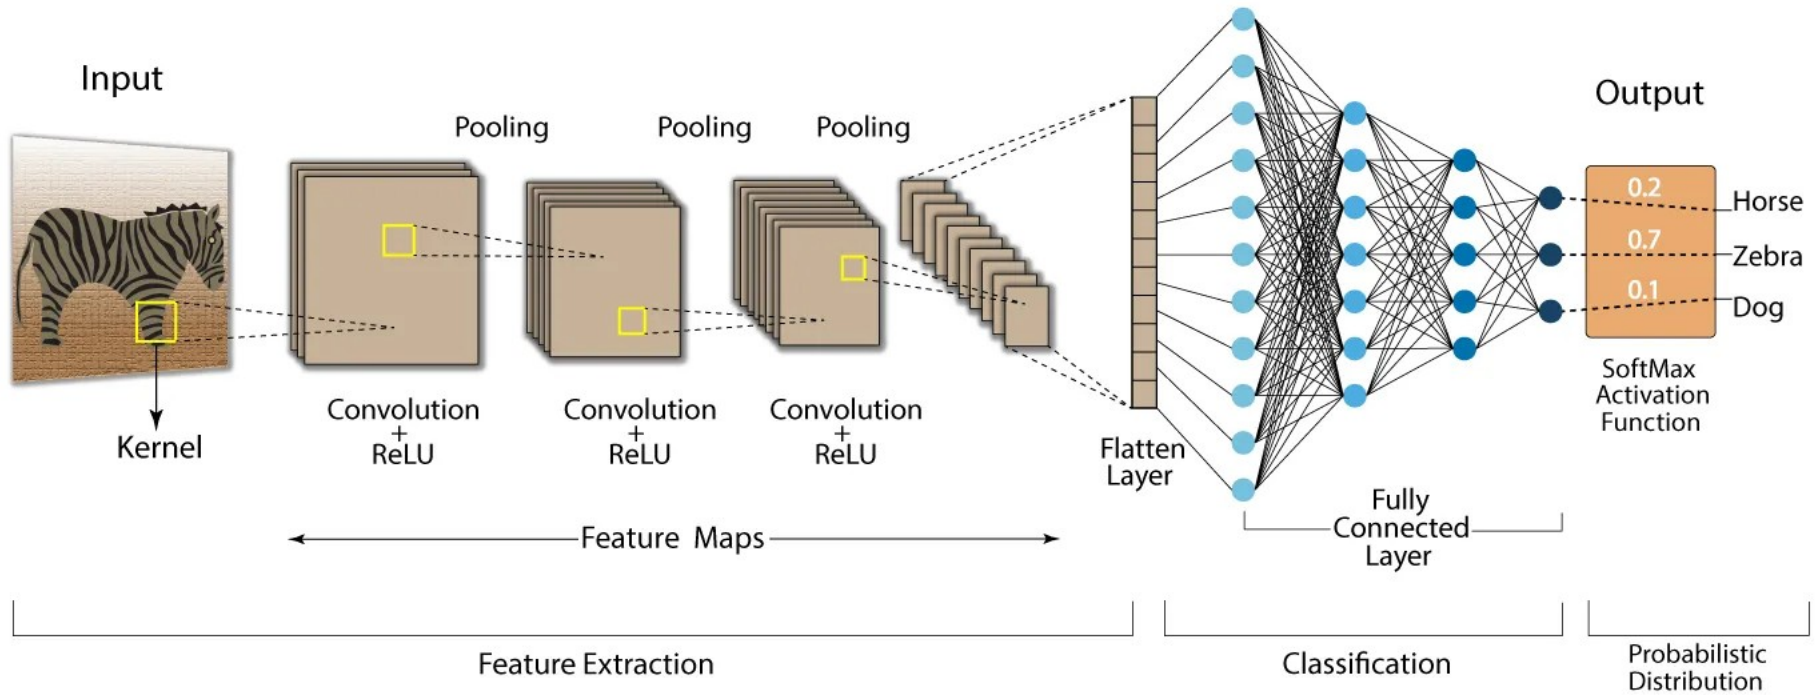 Input
Pooling
Pooling
Pooling
Output
0.2
Horse
0.7
Zebra
0.1
Dog
SoftMax
Activation
Function
Convolution
+
ReLU
Convolution
+
ReLU
Convolution
+
ReLU
Kernel
Flatten
Layer
Fully
Connected
Layer
Feature Maps
Feature Extraction
Classification
Probabilistic
Distribution